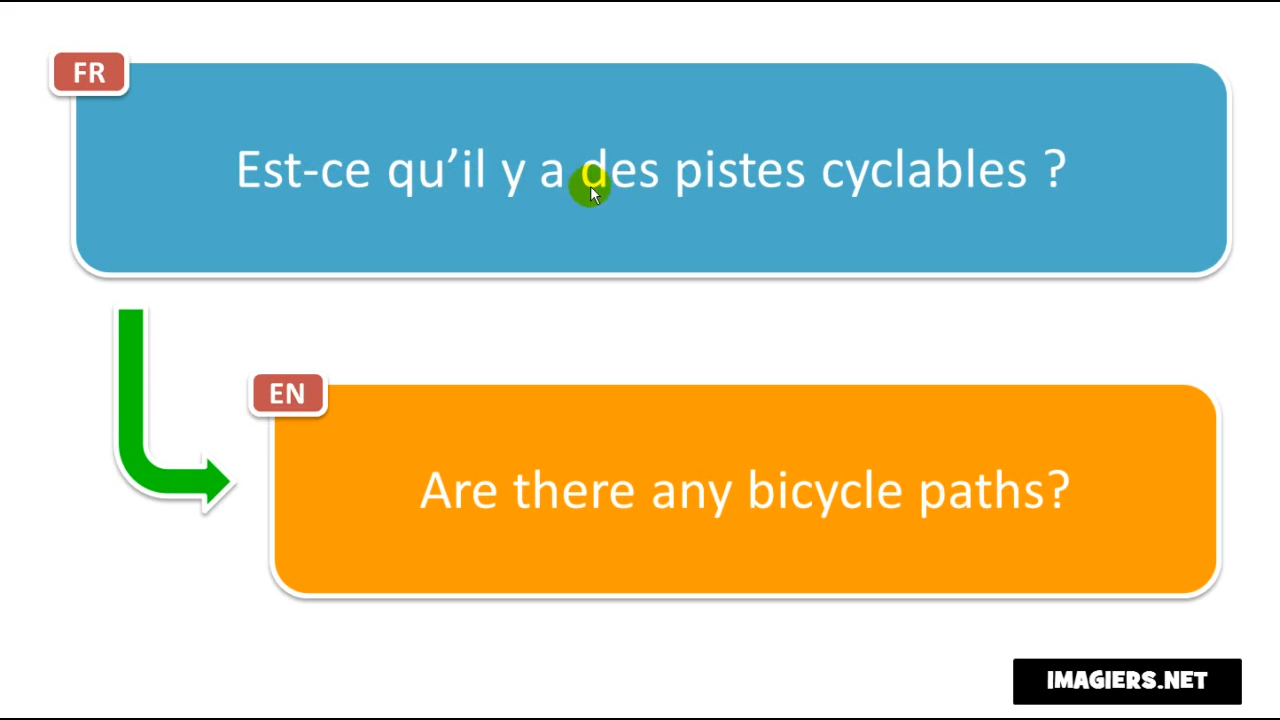 FR
Est-ce qu’il y a des pistes cyclables ?
EN
Are there any bicycle paths?
IMAGIERS.NET